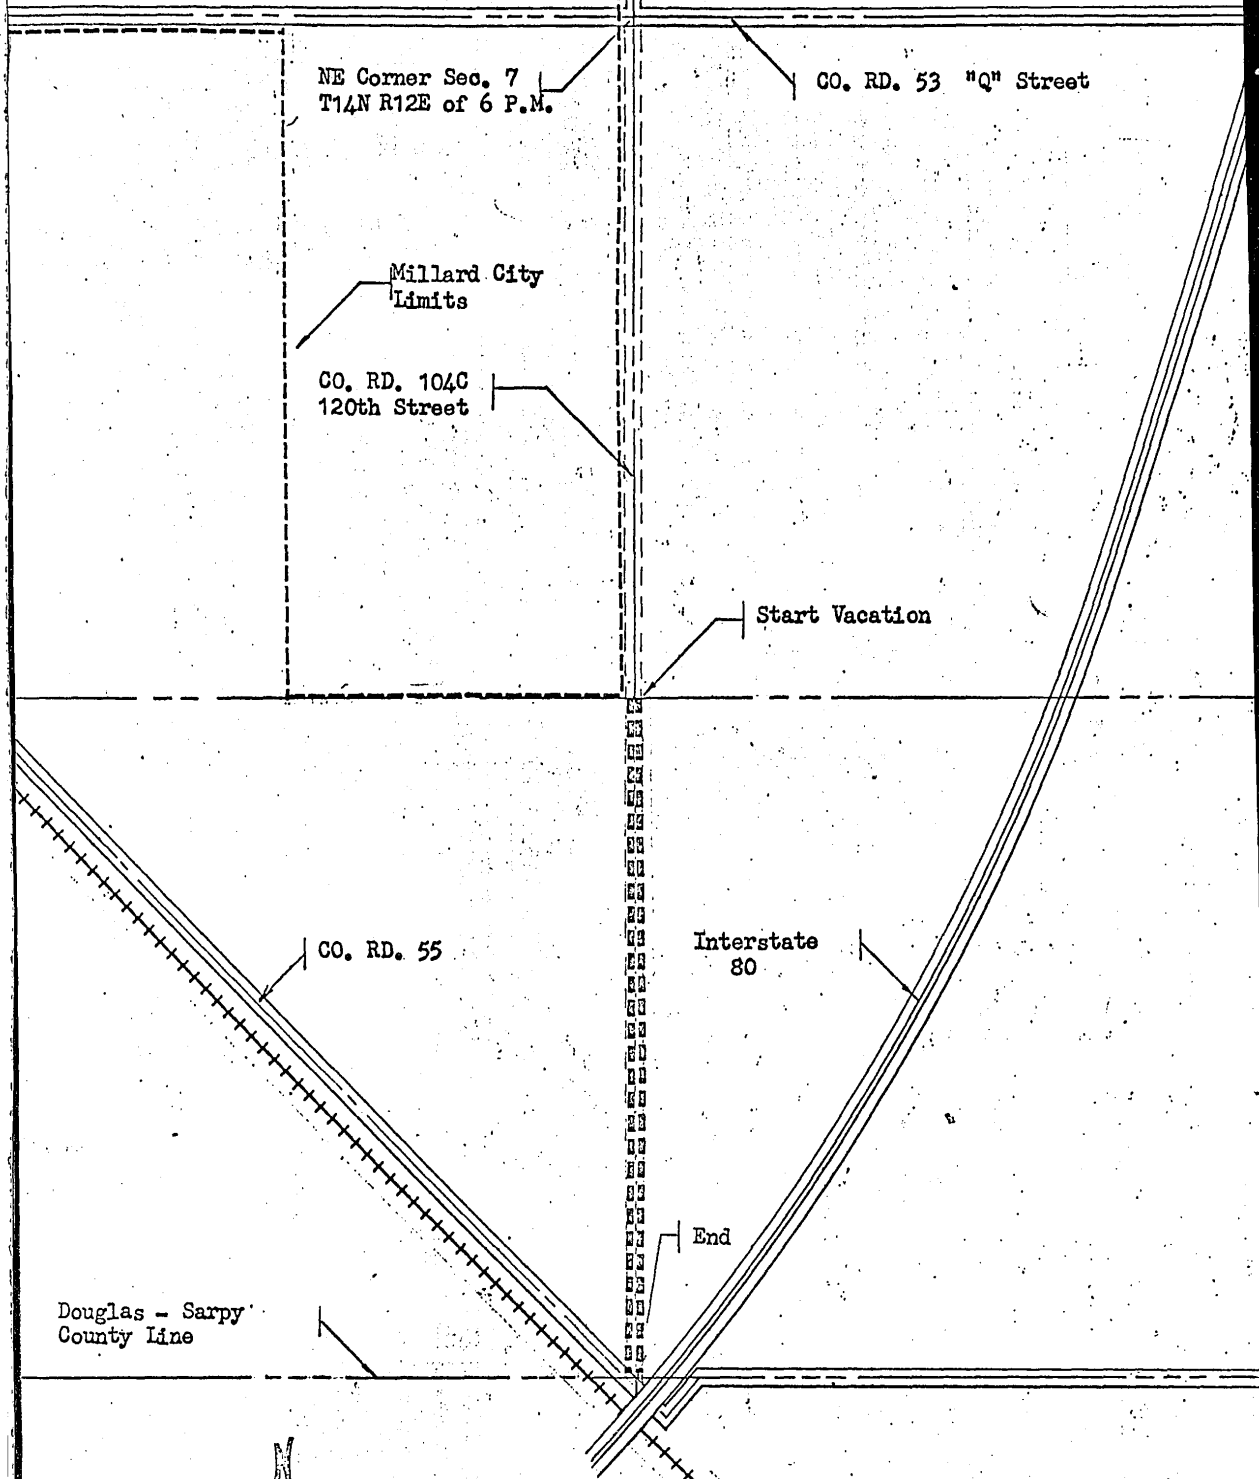 NE Corner Sec. 7
T14N R12E of 6 P.M.
CO. RD. 53 "Q" Street
Millard City
Limits
CO. RD. 104C
120th Street
Start Vacation
CO. RD. 55
Interstate
80
End
Douglas - Sarpy
County Line
N